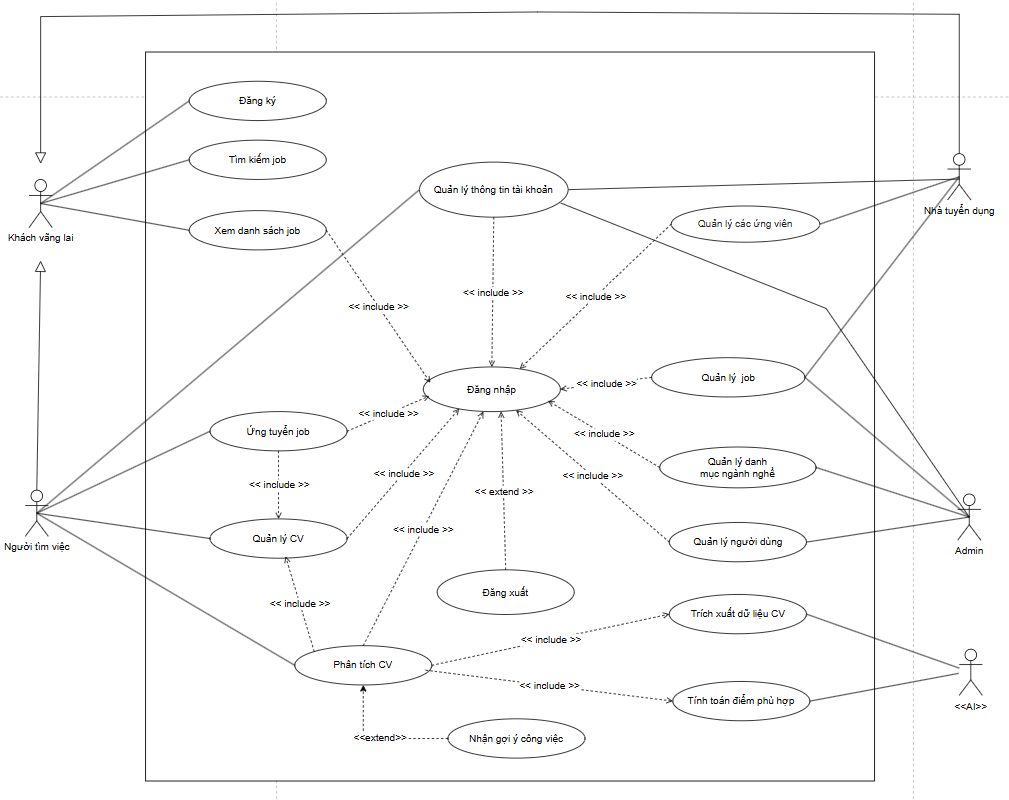 Đăng ký
Tìm kiếm job
Quản lý thông tin tài khoản
Nhà tuyển dụng
Quản lý các ứng viên
Xem danh sách job
Khách vãng lai
<< include >>
<< include >>
<< include >>
Đăng nhập
Quản lý  job
<< include >>
<< include >>
Ứng tuyển job
<< include >>
Quản lý danh
mục ngành nghề
<< include >>
<< include >>
<< include >>
<< extend >>
<< include >>
Quản lý CV
Quản lý người dùng
Người tìm việc
Admin
Đăng xuất
<< include >>
Trích xuất dữ liệu CV
<< include >>
Phân tích CV
<< include >>
Tính toán điểm phù hợp
<<AI>>
<<extend>>
Nhận gợi ý công việc